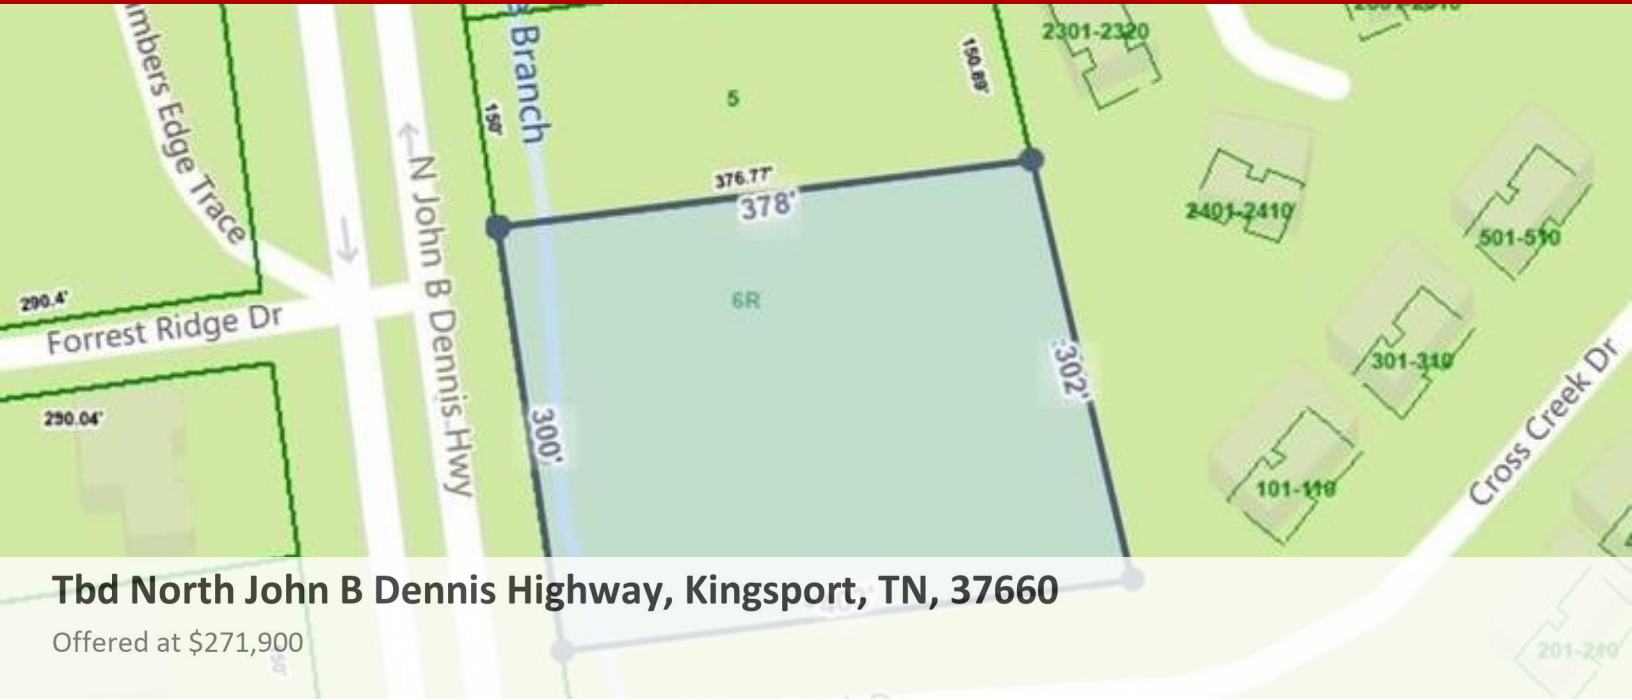 2301-2320
Branch
150.89'
5
150'
Edge Trace
376.77'
378'
2401-2410
501-510
N John B Dennis Hwy
290.4'
6R
Forrest Ridge Dr
302'
301-310
290.04'
300'
101-110
Cross Creek Dr
Tbd North John B Dennis Highway, Kingsport, TN, 37660
Offered at $271,900
201-210